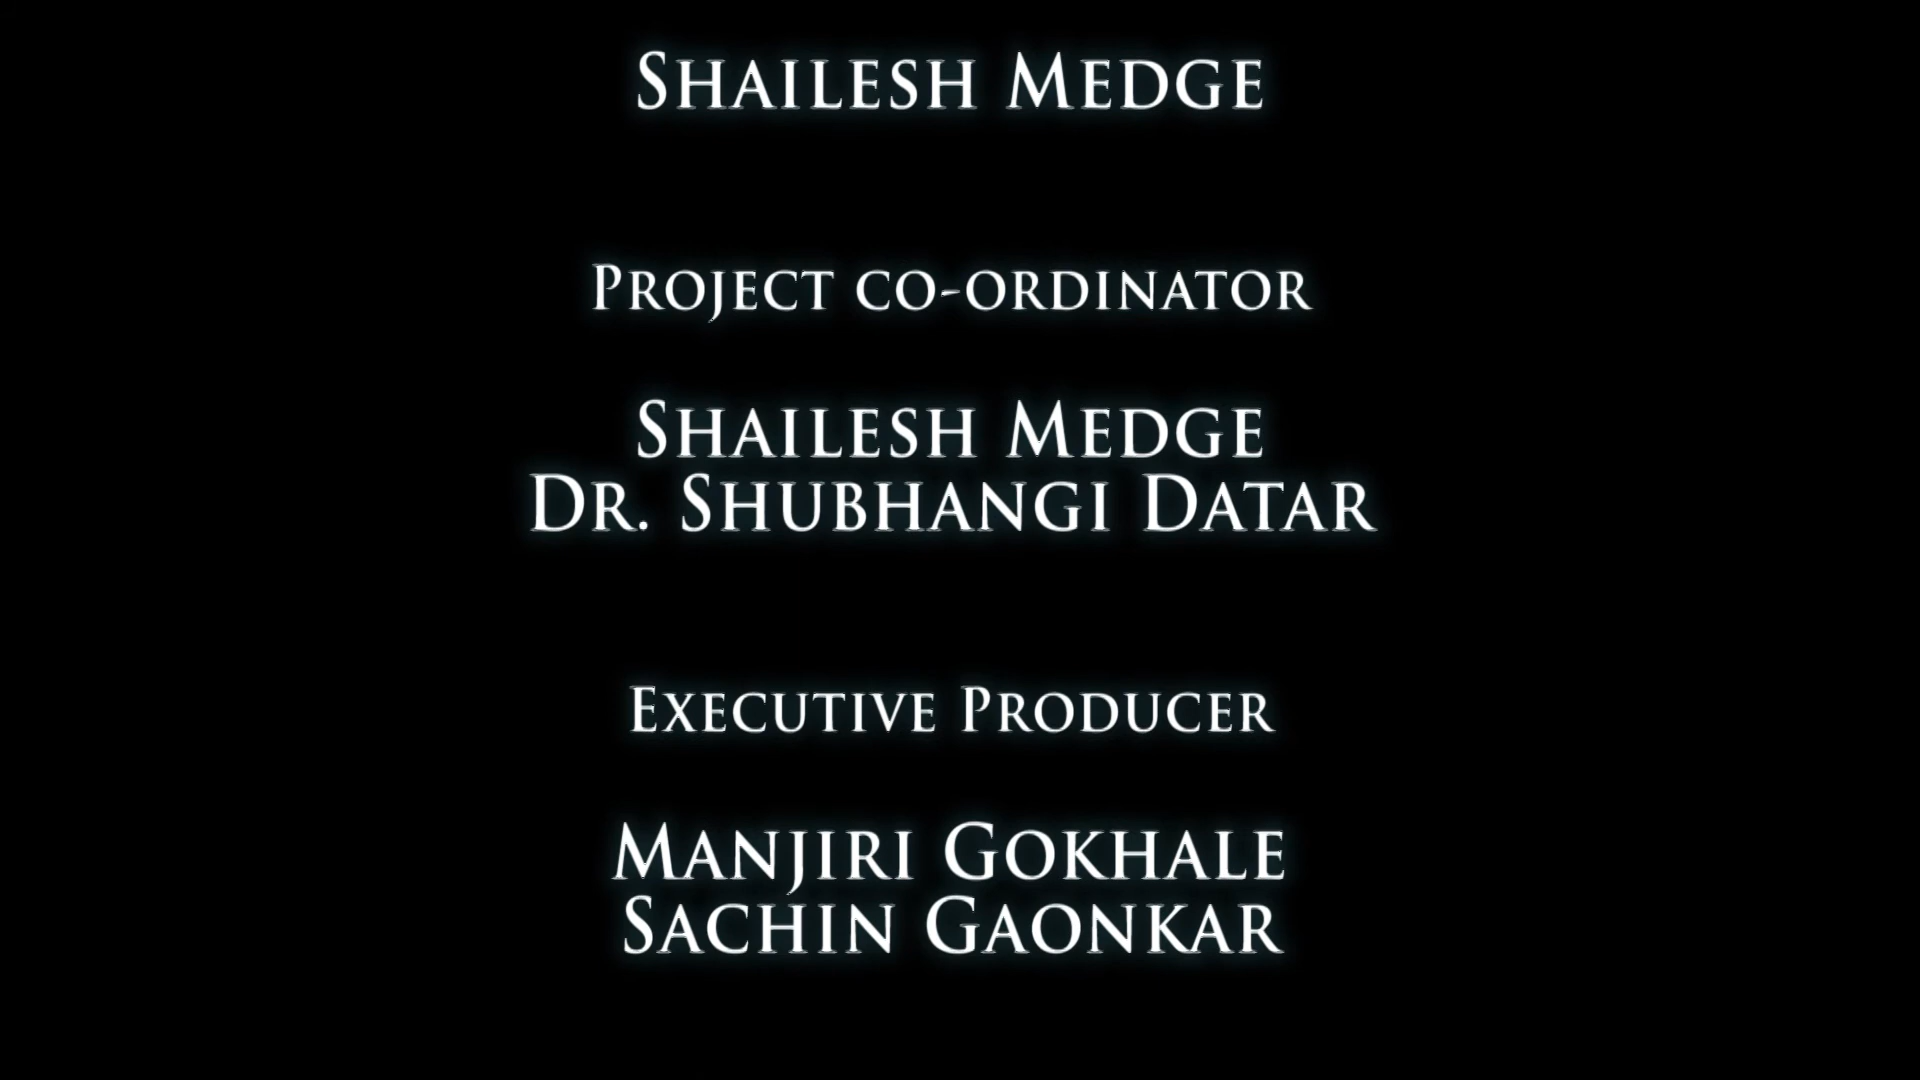 Shailesh Medge
Project co-ordinator
Shailesh Medge
Dr. Shubhangi Datar
Executive Producer
Manjiri Gokhale
Sachin Gaonkar